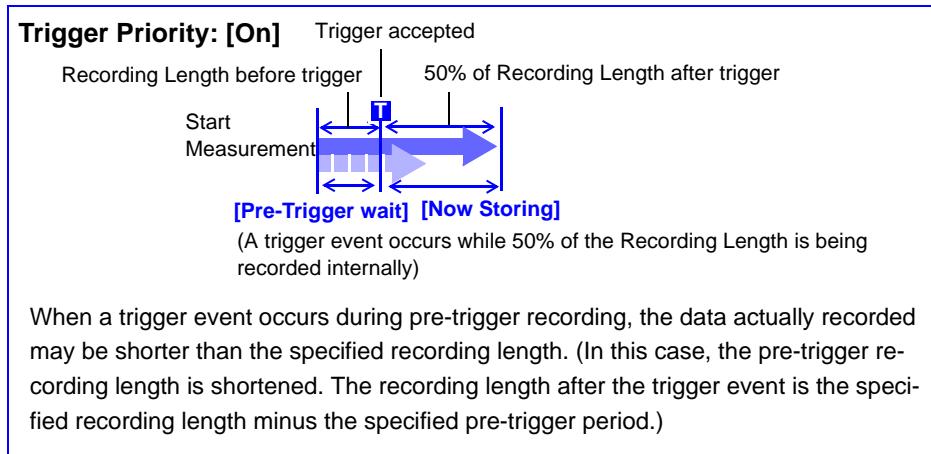 Trigger Priority: [On]
Trigger accepted
Recording Length before trigger
50% of Recording Length after trigger
T
Start
Measurement
[Pre-Trigger wait]
[Now Storing]
(A trigger event occurs while 50% of the Recording Length is being
recorded internally)
When a trigger event occurs during pre-trigger recording, the data actually recorded
may be shorter than the specified recording length. (In this case, the pre-trigger re-
cording length is shortened. The recording length after the trigger event is the speci-
fied recording length minus the specified pre-trigger period.)